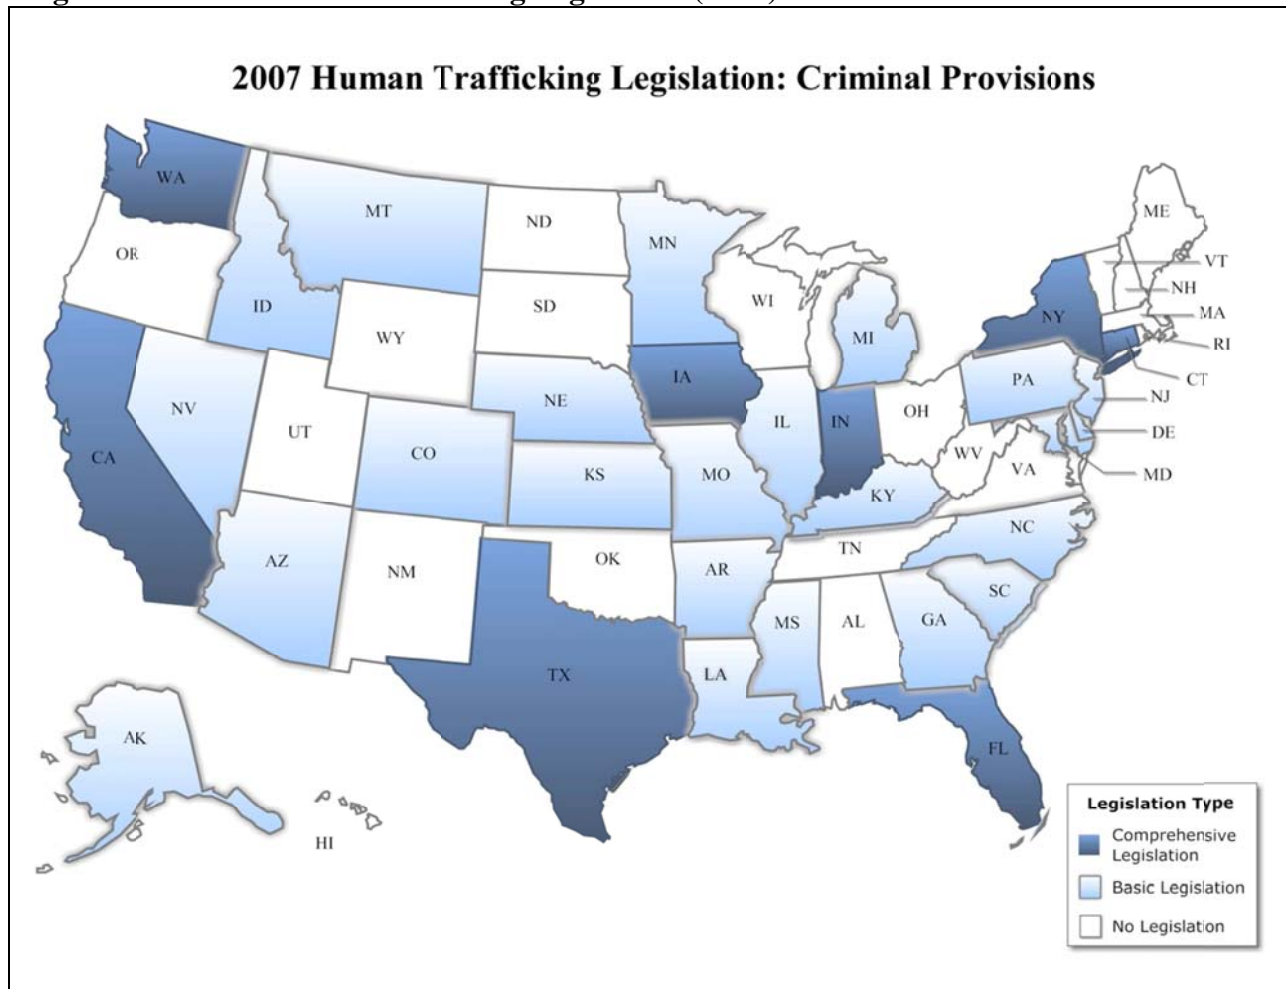 2007 Human Trafficking Legislation: Criminal Provisions
WA
MT
ND
MN
ME
OR
ID
SD
WI
VT
NH
WY
MI
NY
MA
RI
IA
CT
NV
NE
PA
NJ
UT
IL
IN
OH
DE
CA
CO
KS
MO
WV
VA
MD
KY
AZ
NM
OK
AR
TN
NC
SC
MS
AL
GA
TX
LA
AK
FL
HI
Legislation Type
Comprehensive
Legislation
Basic Legislation
No Legislation